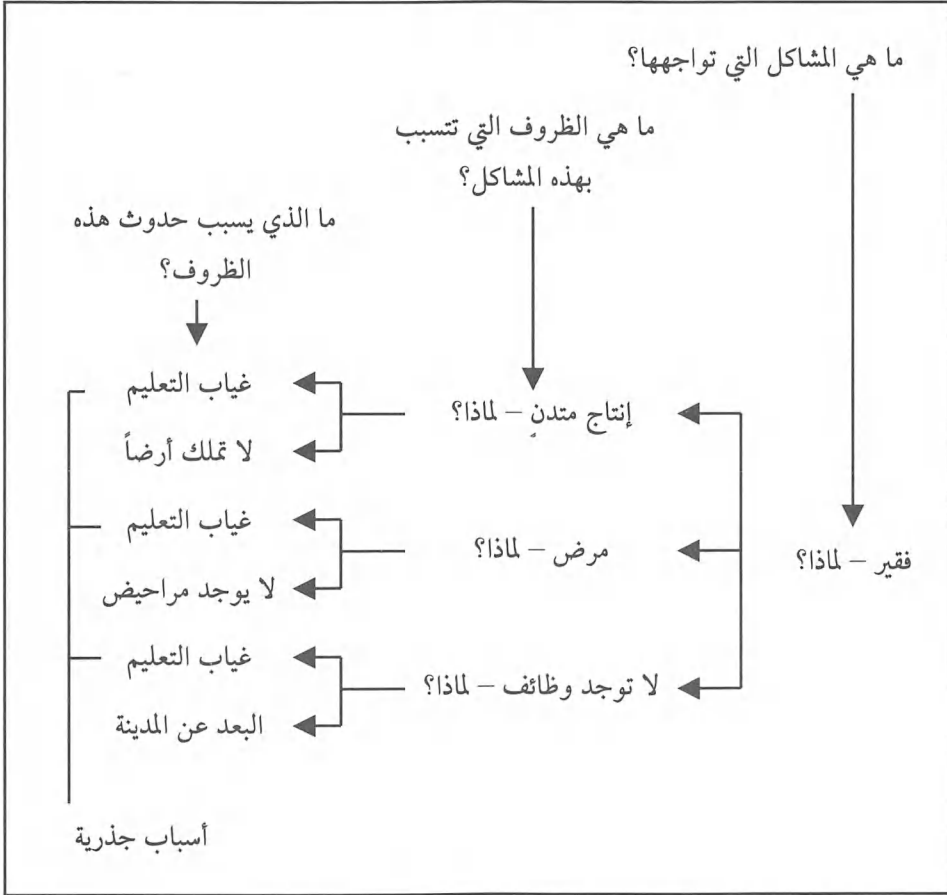 ما هي المشاكل التي تواجهها؟
ما هي الظروف التي تتسبب
بهذه المشاكل؟
ما الذي يسبب حدوث هذه
الظروف؟
فقير – لماذا؟
إنتاج متدنٍ – لماذا؟
غياب التعليم
لا تملك أرضاً
مرض – لماذا؟
غياب التعليم
لا يوجد مراحيض
لا توجد وظائف – لماذا؟
غياب التعليم
البعد عن المدينة
أسباب جذرية